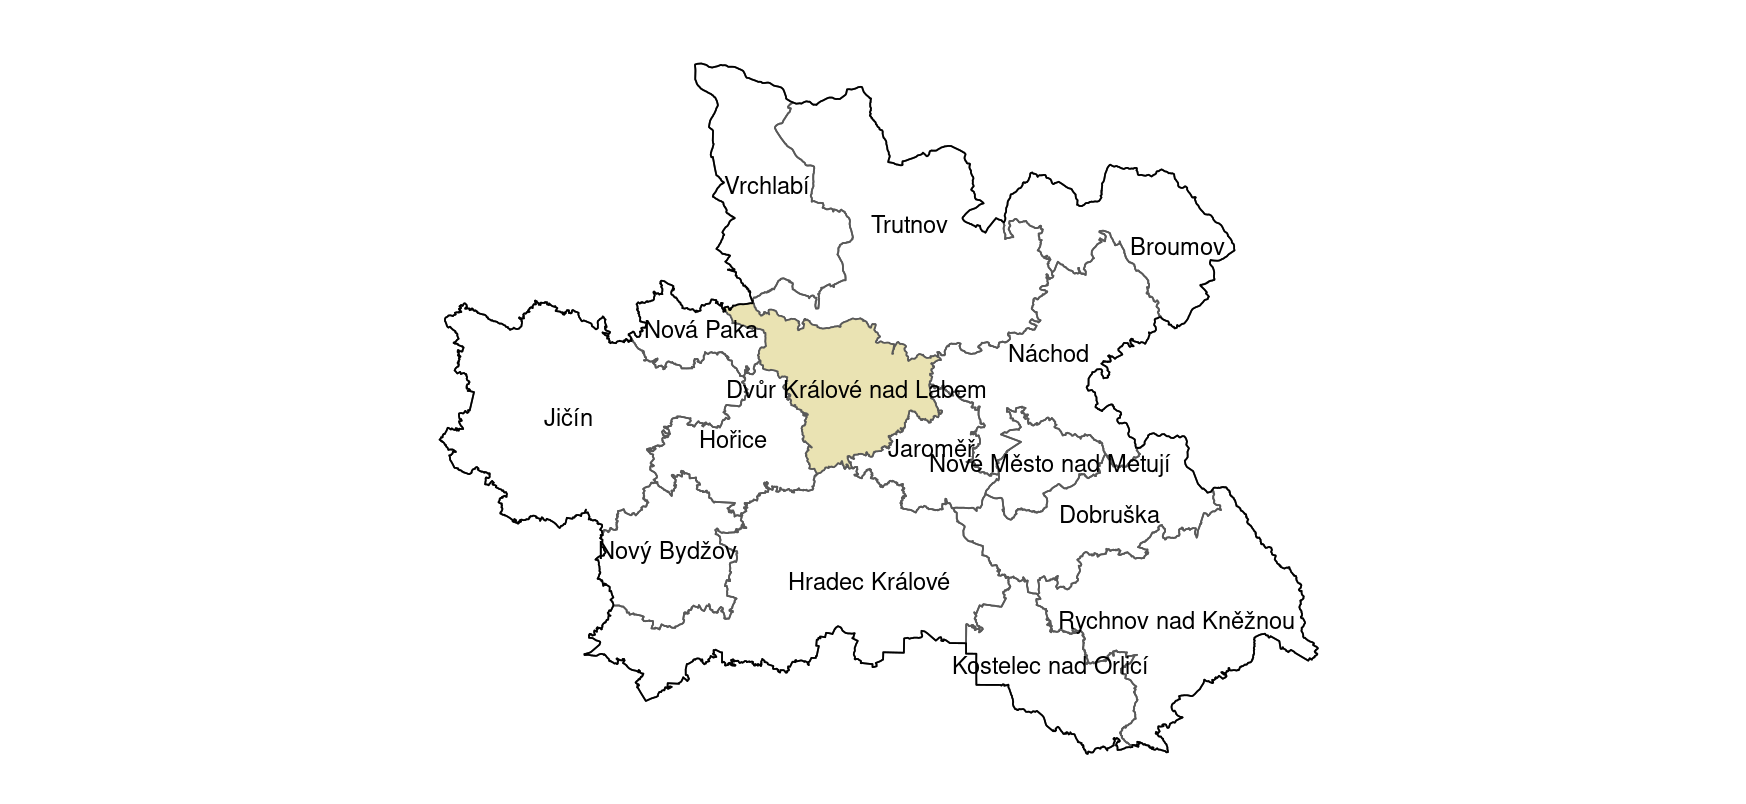 Vrchlabí
Trutnov
Broumov
Nová Paka
Náchod
Dvůr Králové nad Labem
Jičín
Hořice
Jaroměř
Nové Město nad Metují
Dobruška
Nový Bydžov
Hradec Králové
Rychnov nad Kněžnou
Kostelec nad Orlicí